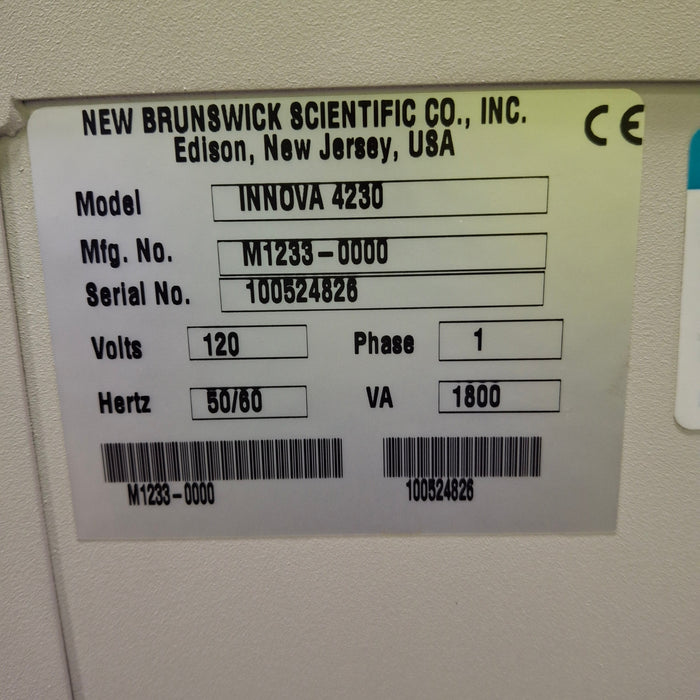 NEW BRUNSWICK SCIENTIFIC CO., INC.
Edison, New Jersey, USA
CE
Model INNOVA 4230
Mfg. No. M1233-0000
Serial No. 100524826
Volts 120 Phase 1
Hertz 50/60 VA 1800
M1233-0000 100524826